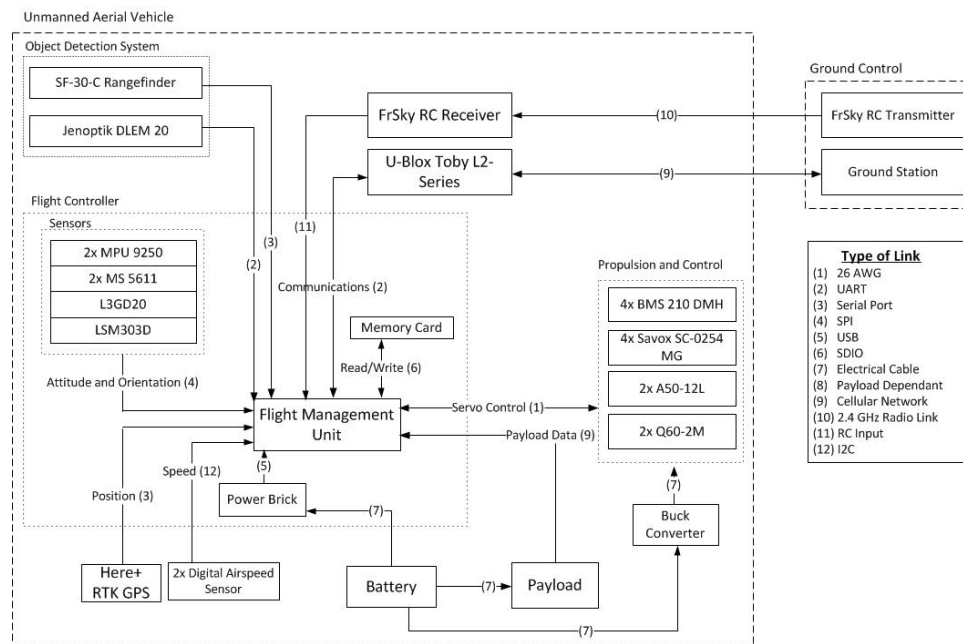 Unmanned Aerial Vehicle
Object Detection System
SF-30-C Rangefinder
Jenoptik DLEM 20
FrSky RC Receiver
U-Blox Toby L2-
Series
(10)
(9)
Ground Control
FrSky RC Transmitter
Ground Station
Flight Controller
Sensors
2x MPU 9250
2x MS 5611
L3GD20
LSM303D
Attitude and Orientation (4)
(2)
(3)
(11)
Communications (2)
Memory Card
Read/Write (6)
Flight Management
Unit
Servo Control (1)
Payload Data (9)
Propulsion and Control
4x BMS 210 DMH
4x Savox SC-0254
MG
2x A50-12L
2x Q60-2M
Type of Link
(1) 26 AWG
(2) UART
(3) Serial Port
(4) SPI
(5) USB
(6) SDIO
(7) Electrical Cable
(8) Payload Dependant
(9) Cellular Network
(10) 2.4 GHz Radio Link
(11) RC Input
(12) I2C
Position (3)
Speed (12)
(5)
Power Brick
(7)
(7)
Buck
Converter
Here+
RTK GPS
2x Digital Airspeed
Sensor
Battery
(7)
Payload
(7)